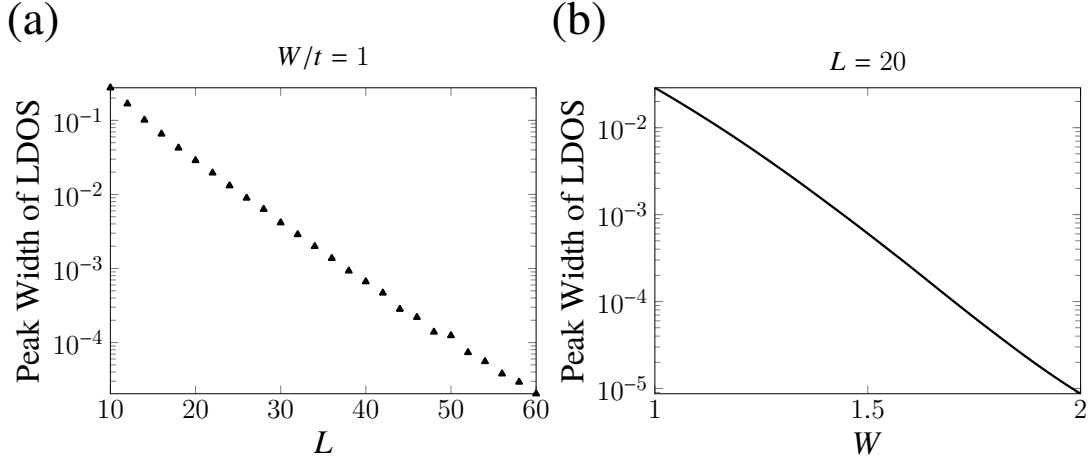 (a)
W/t = 1
Peak Width of LDOS
10⁻¹
10⁻²
10⁻³
10⁻⁴
10 20 30 40 50 60
L
(b)
L = 20
Peak Width of LDOS
10⁻²
10⁻³
10⁻⁴
10⁻⁵
1 1.5 2
W